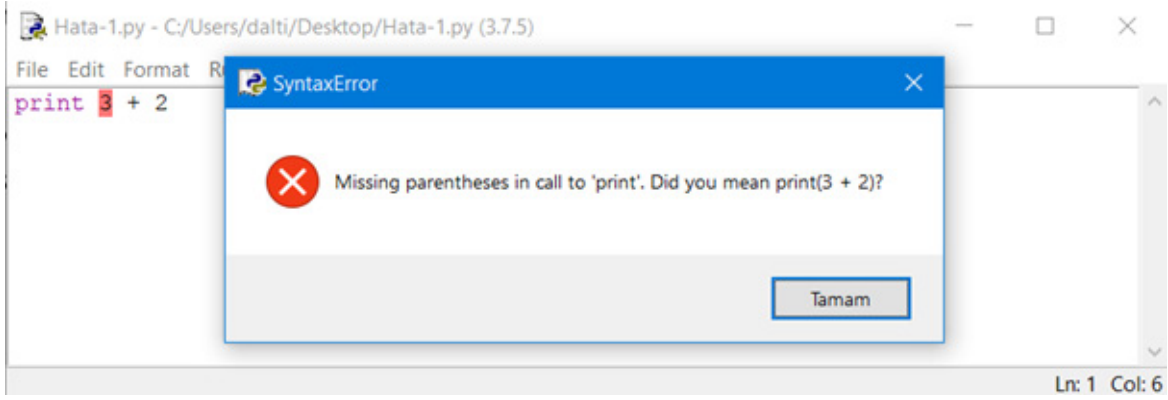 Hata-1.py - C:/Users/dalti/Desktop/Hata-1.py (3.7.5)
File Edit Format
SyntaxError
print 3 + 2
Missing parentheses in call to 'print'. Did you mean print(3 + 2)?
Tamam
Ln: 1 Col: 6